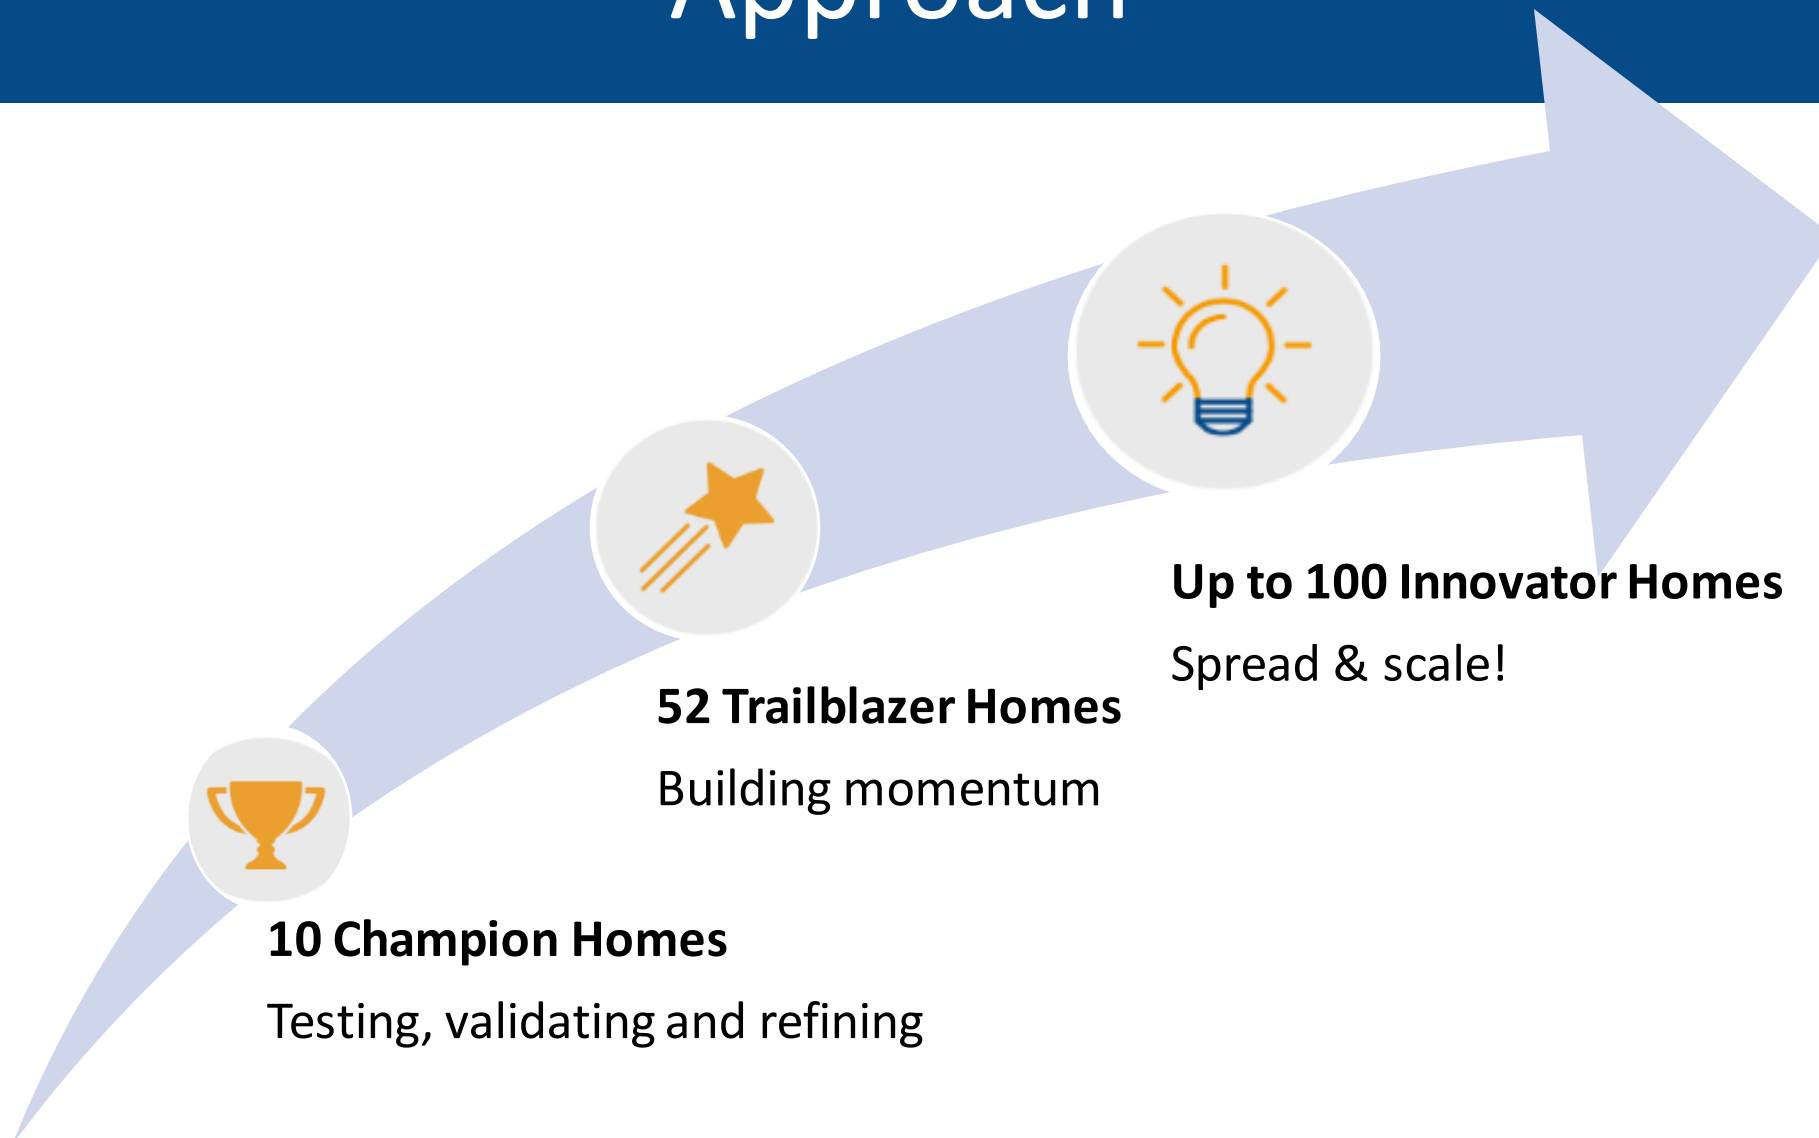 Approach
10 Champion Homes
Testing, validating and refining
52 Trailblazer Homes
Building momentum
Up to 100 Innovator Homes
Spread & scale!